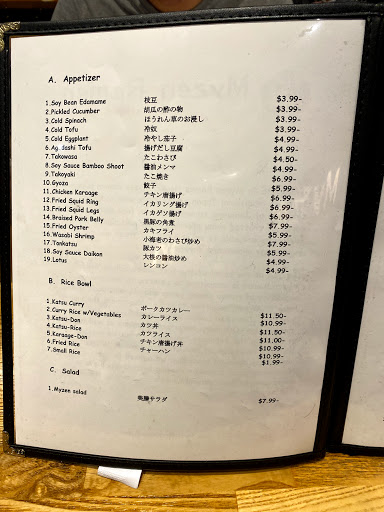 A. Appetizer
1.Soy Bean Edamame 枝豆 $3.99-
2.Pickled Cucumber 胡瓜の酢の物 $3.99-
3.Cold Spinach ほうれん草のお浸し $3.99-
4.Cold Tofu 冷奴 $3.99-
5.Cold Eggplant 冷やし茄子 $4.99-
6.Ag. Dashi Tofu 揚げだし豆腐 $4.99-
7.Takowasa たこわさび $4.50-
8.Soy Sauce Bamboo Shoot 醤油メンマ $4.99-
9.Takoyaki たこ焼き $6.99-
10.Gyoza 餃子 $5.99-
11.Chicken Karaage チキン唐揚げ $6.99-
12.Fried Squid Ring イカリング揚げ $6.99-
13.Fried Squid Legs イカゲソ揚げ $6.99-
14.Braised Pork Belly 黒豚の角煮 $7.99-
15.Fried Oyster カキフライ $5.99-
16.Wasabi Shrimp 小海老のわさび炒め $5.99-
17.Tonkatsu 豚カツ $5.99-
18.Soy Sauce Daikon 大根の醤油炒め $4.99-
19.Lotus レンコン $4.99-
B. Rice Bowl
1.Katsu Curry ポークカツカレー $11.50-
2.Curry Rice w/Vegetables カレーライス $10.99-
3.Katsu-Don カツ丼 $11.50-
4.Katsu-Rice カツライス $11.00-
5.Karaage-Don チキン唐揚げ丼 $10.99-
6.Fried Rice チャーハン $10.99-
7.Small Rice $1.99-
C. Salad
1.Myzen salad 美膳サラダ $7.99-